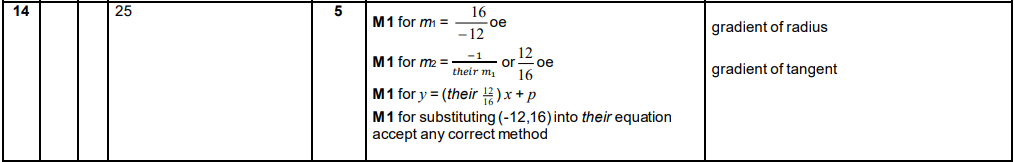 14 25 5
M1 for m₁ = 16/−12 oe
gradient of radius
M1 for m₂ = −1/their m₁ or 12/16 oe
gradient of tangent
M1 for y = (their 12/16) x + p
M1 for substituting (-12,16) into their equation
accept any correct method